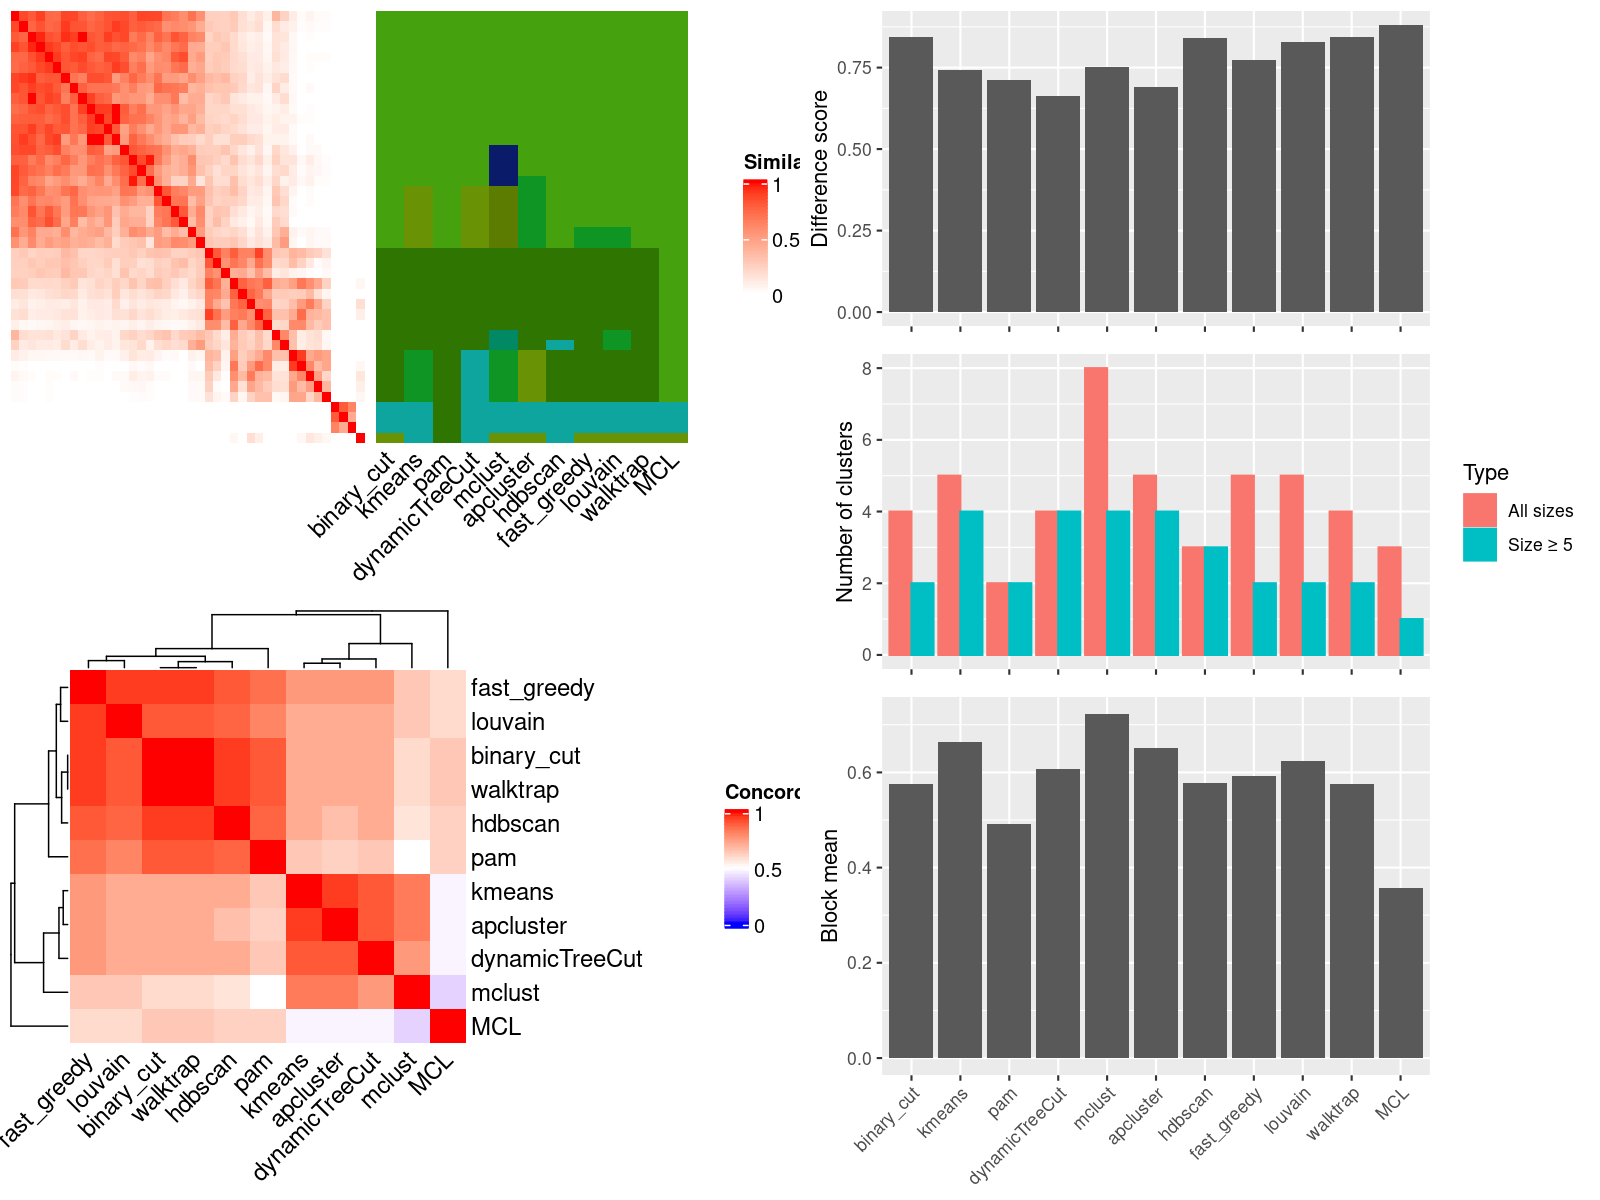 Simila
1
0.5
0
binary_cut
kmeans
pam
dynamicTreeCut
mclust
apcluster
hdbscan
fast_greedy
louvain
walktrap
MCL
fast_greedy
louvain
binary_cut
walktrap
hdbscan
pam
kmeans
apcluster
dynamicTreeCut
mclust
MCL
Concord
1
0.5
0
fast_greedy
louvain
binary_cut
walktrap
hdbscan
pam
kmeans
apcluster
dynamicTreeCut
mclust
MCL
Difference score
0.75
0.50
0.25
0.00
Number of clusters
8
6
4
2
0
Type
All sizes
Size ≥ 5
Block mean
0.6
0.4
0.2
0.0
binary_cut
kmeans
pam
dynamicTreeCut
mclust
apcluster
hdbscan
fast_greedy
louvain
walktrap
MCL